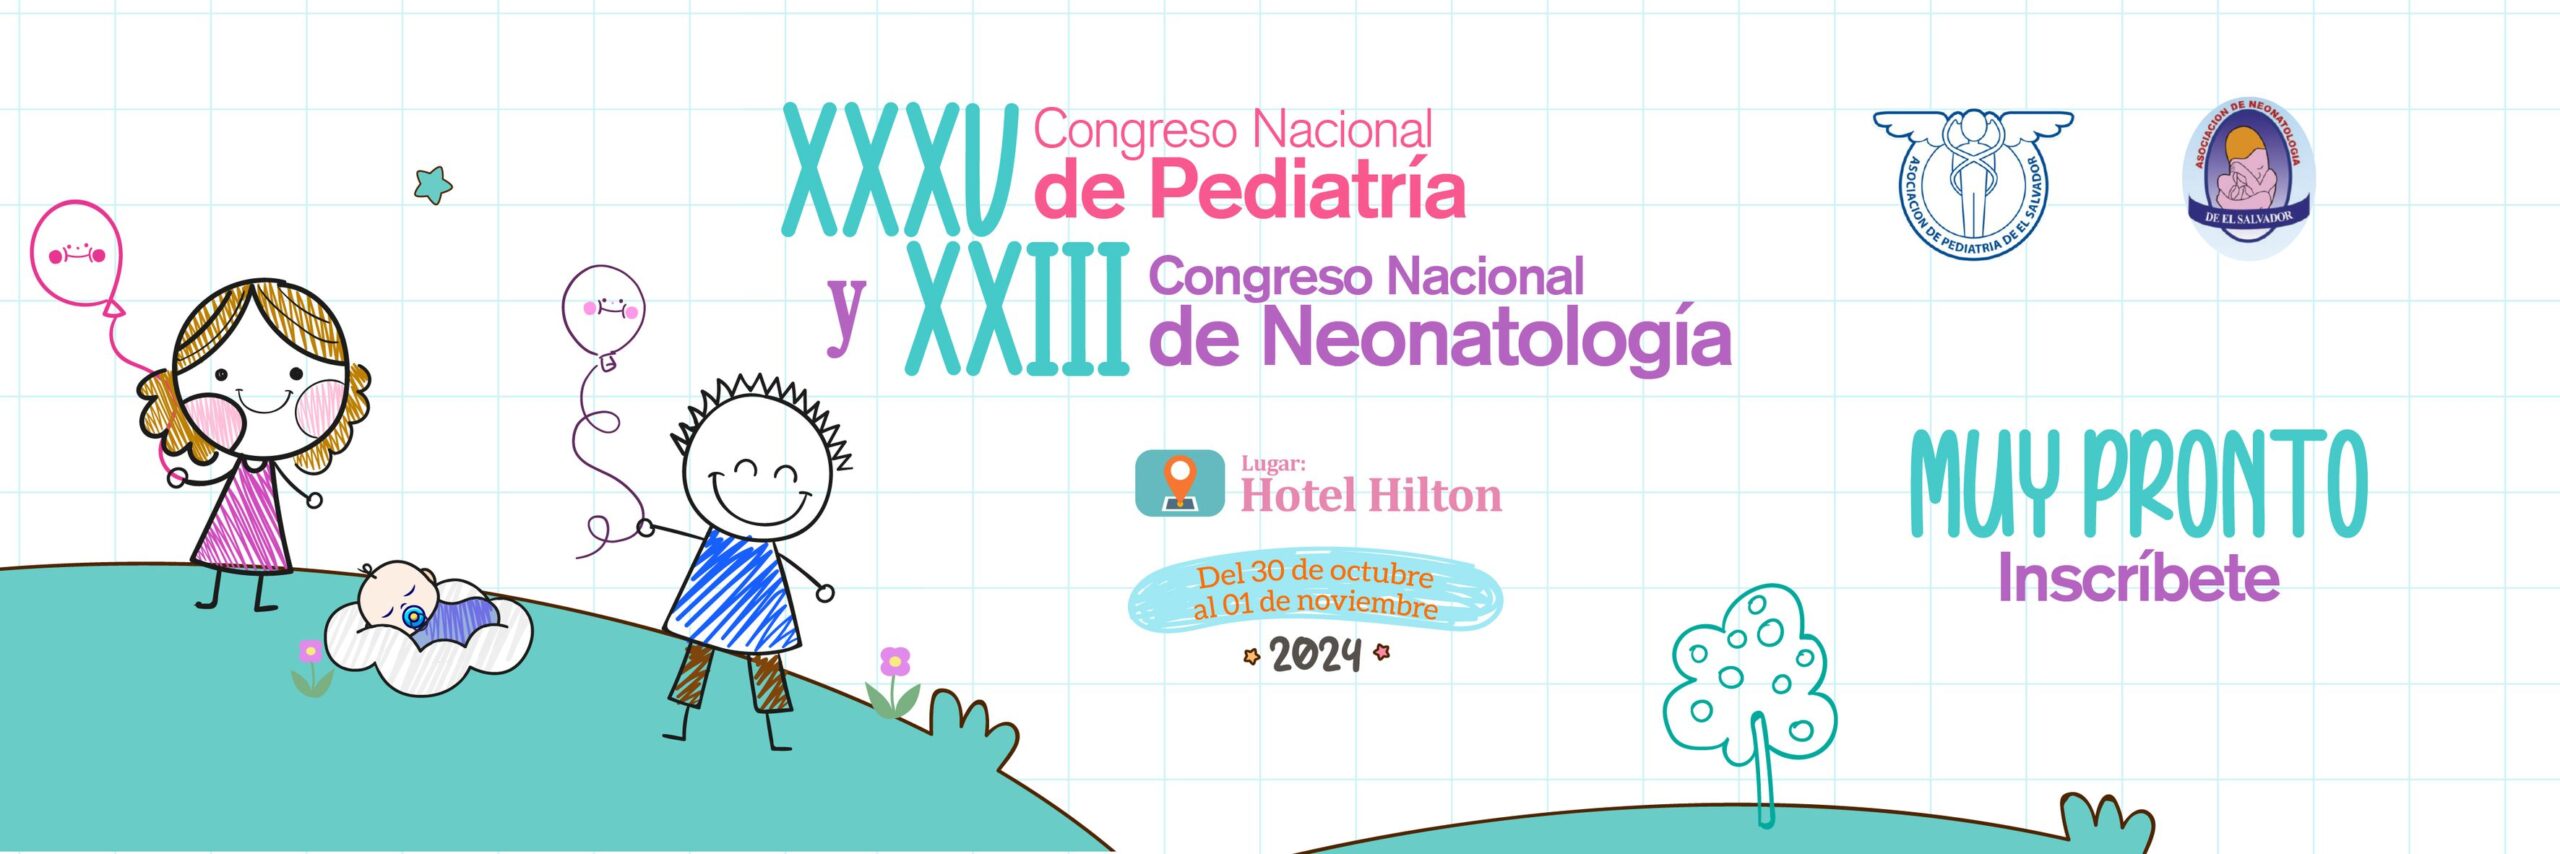 XXXV Congreso Nacional
de Pediatría
y XXIII Congreso Nacional
de Neonatología
Lugar:
Hotel Hilton
Del 30 de octubre
al 01 de noviembre
2024
ASOCIACION DE PEDIATRIA DE EL SALVADOR
ASOCIACION DE NEONATOLOGIA
DE EL SALVADOR
MUY PRONTO
Inscríbete